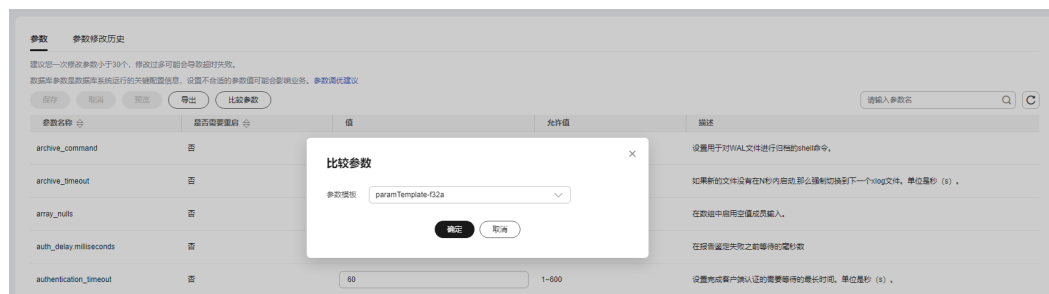 参数 参数修改历史
建议您一次修改参数小于30个，修改过多可能会导致超时失败。
数据库参数是数据库系统运行的关键配置信息，设置不合适的参数值可能会影响业务。参数调优建议
保存 取消 预览 导出 比较参数 请输入参数名
参数名称 是否需要重启 值 允许值 描述
archive_command 否 设置用于对WAL文件进行归档的shell命令。
比较参数
archive_timeout 否 如果新的文件没有在N秒内启动,那么强制切换到下一个xlog文件。单位是秒（s）。
参数模板 paramTemplate-f32a
array_nulls 否 在数组中启用空值成员输入。
确定 取消
auth_delay.milliseconds 否 在报告鉴定失败之前等待的毫秒数
authentication_timeout 否 60 1~600 设置完成客户端认证的需要等待的最长时间。单位是秒（s）。